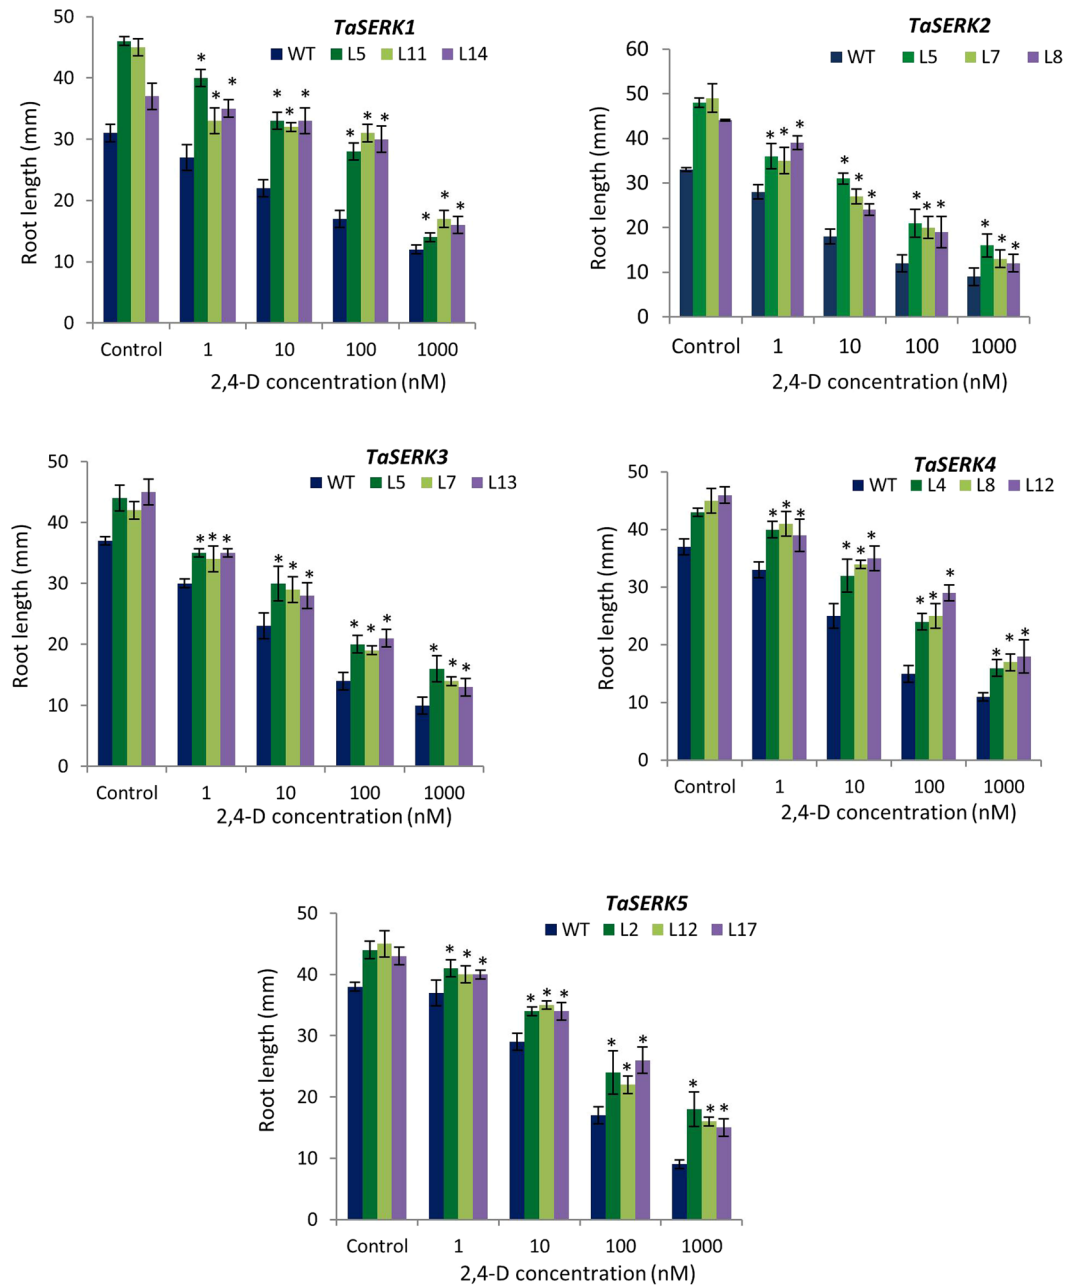 TaSERK1
WT L5 L11 L14
Root length (mm)
50
40
* * *
* * *
30
* * *
20
* * *
10
0
Control 1 10 100 1000
2,4-D concentration (nM)
TaSERK2
WT L5 L7 L8
Root length (mm)
60
50
40
* * *
30
* * *
20
* * *
10
* * *
0
Control 1 10 100 1000
2,4-D concentration (nM)
TaSERK3
WT L5 L7 L13
Root length (mm)
50
40
* * *
30
* * *
20
* * *
10
* * *
0
Control 1 10 100 1000
2,4-D concentration (nM)
TaSERK4
WT L4 L8 L12
Root length (mm)
50
40
* * *
30
* * *
20
* * *
10
* * *
0
Control 1 10 100 1000
2,4-D concentration (nM)
TaSERK5
WT L2 L12 L17
Root length (mm)
50
40
* * *
30
* * *
20
* * *
10
* * *
0
Control 1 10 100 1000
2,4-D concentration (nM)